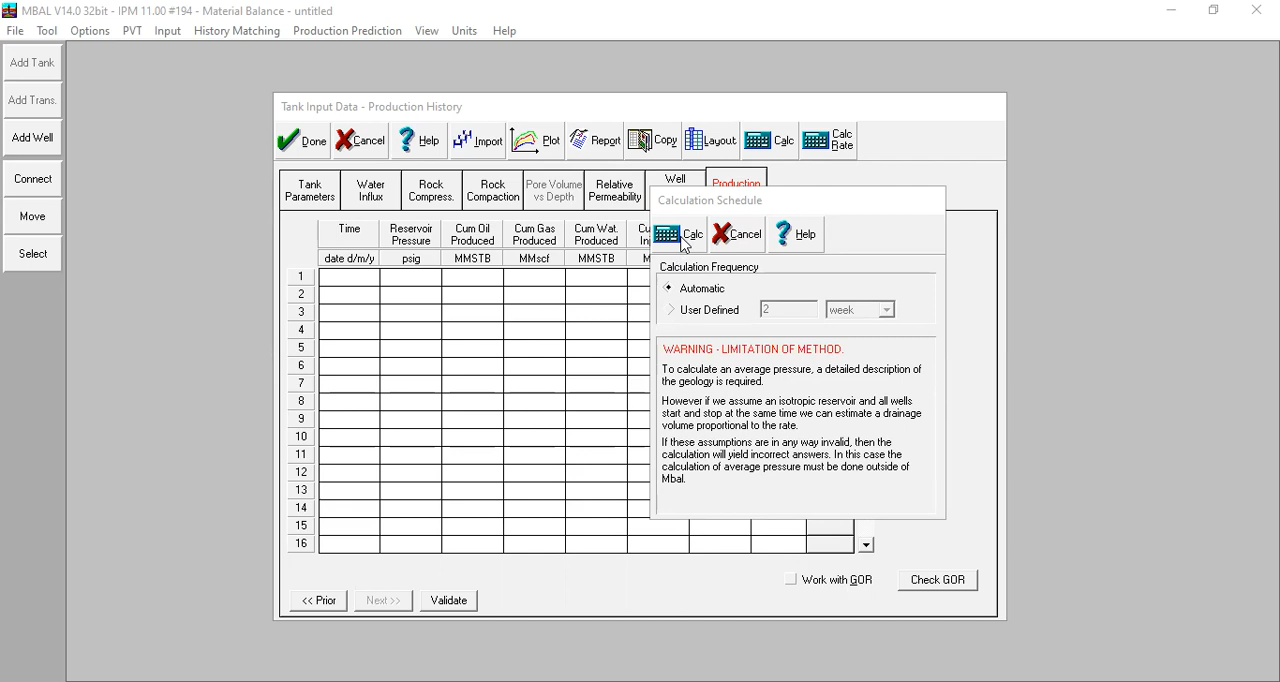 MBAL V14.0 32bit - IPM 11.00 #194 - Material Balance - untitled
File Tool Options PVT Input History Matching Production Prediction View Units Help
Add Tank
Add Trans.
Add Well
Connect
Move
Select
Tank Input Data - Production History
Done Cancel Help Import Plot Report Copy Layout Calc Calc Rate
Tank Parameters
Water Influx
Rock Compress.
Rock Compaction
Pore Volume vs Depth
Relative Permeability
Well
Production
Time
Reservoir Pressure
Cum Oil Produced
Cum Gas Produced
Cum Wat. Produced
date d/m/y psig MMSTB MMscf MMSTB
1
2
3
4
5
6
7
8
9
10
11
12
13
14
15
16
Calculation Schedule
Calc Cancel Help
Calculation Frequency
Automatic
User Defined 2 week
WARNING - LIMITATION OF METHOD.
To calculate an average pressure, a detailed description of
the geology is required.
However if we assume an isotropic reservoir and all wells
start and stop at the same time we can estimate a drainage
volume proportional to the rate.
If these assumptions are in any way invalid, then the
calculation will yield incorrect answers. In this case the
calculation of average pressure must be done outside of
Mbal.
Work with GOR
Check GOR
<< Prior Next >> Validate